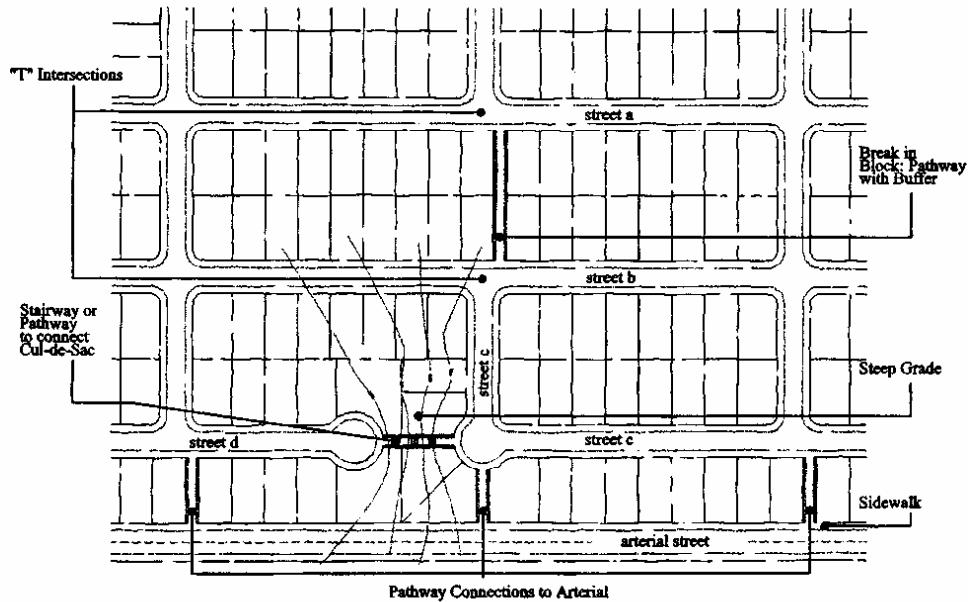 "T" Intersections
street a
Break in
Block; Pathway
with Buffer
street b
Stairway or
Pathway
to connect
Cul-de-Sac
street c
Steep Grade
street d
street c
Sidewalk
arterial street
Pathway Connections to Arterial